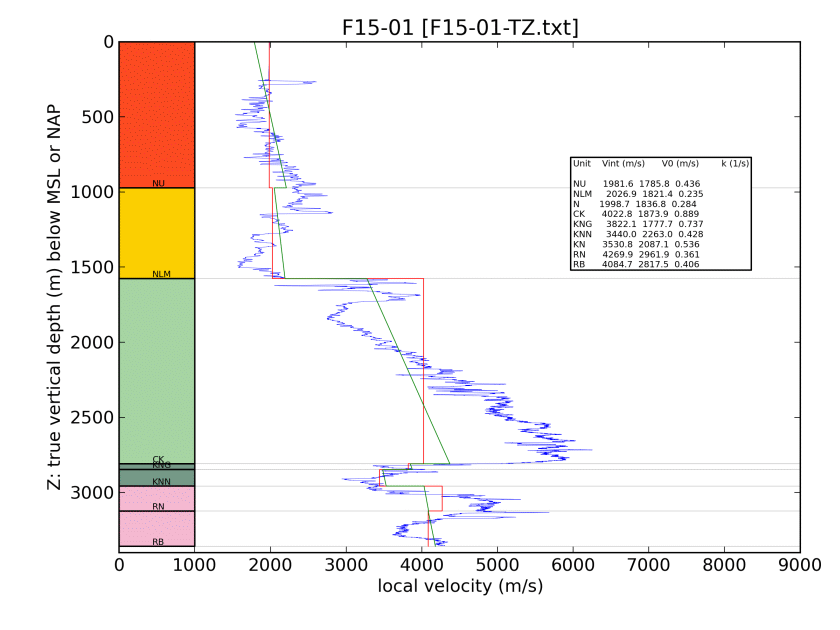 F15-01 [F15-01-TZ.txt]
Z: true vertical depth (m) below MSL or NAP
0
500
1000
1500
2000
2500
3000
NU
NLM
CK
KNG
KNN
RN
RB
Unit Vint (m/s) V0 (m/s) k (1/s)
NU 1981.6 1785.8 0.436
NLM 2026.9 1821.4 0.235
N 1998.7 1836.8 0.284
CK 4022.8 1873.9 0.889
KNG 3822.1 1777.7 0.737
KNN 3440.0 2263.0 0.428
KN 3530.8 2087.1 0.536
RN 4269.9 2961.9 0.361
RB 4084.7 2817.5 0.406
0 1000 2000 3000 4000 5000 6000 7000 8000 9000
local velocity (m/s)